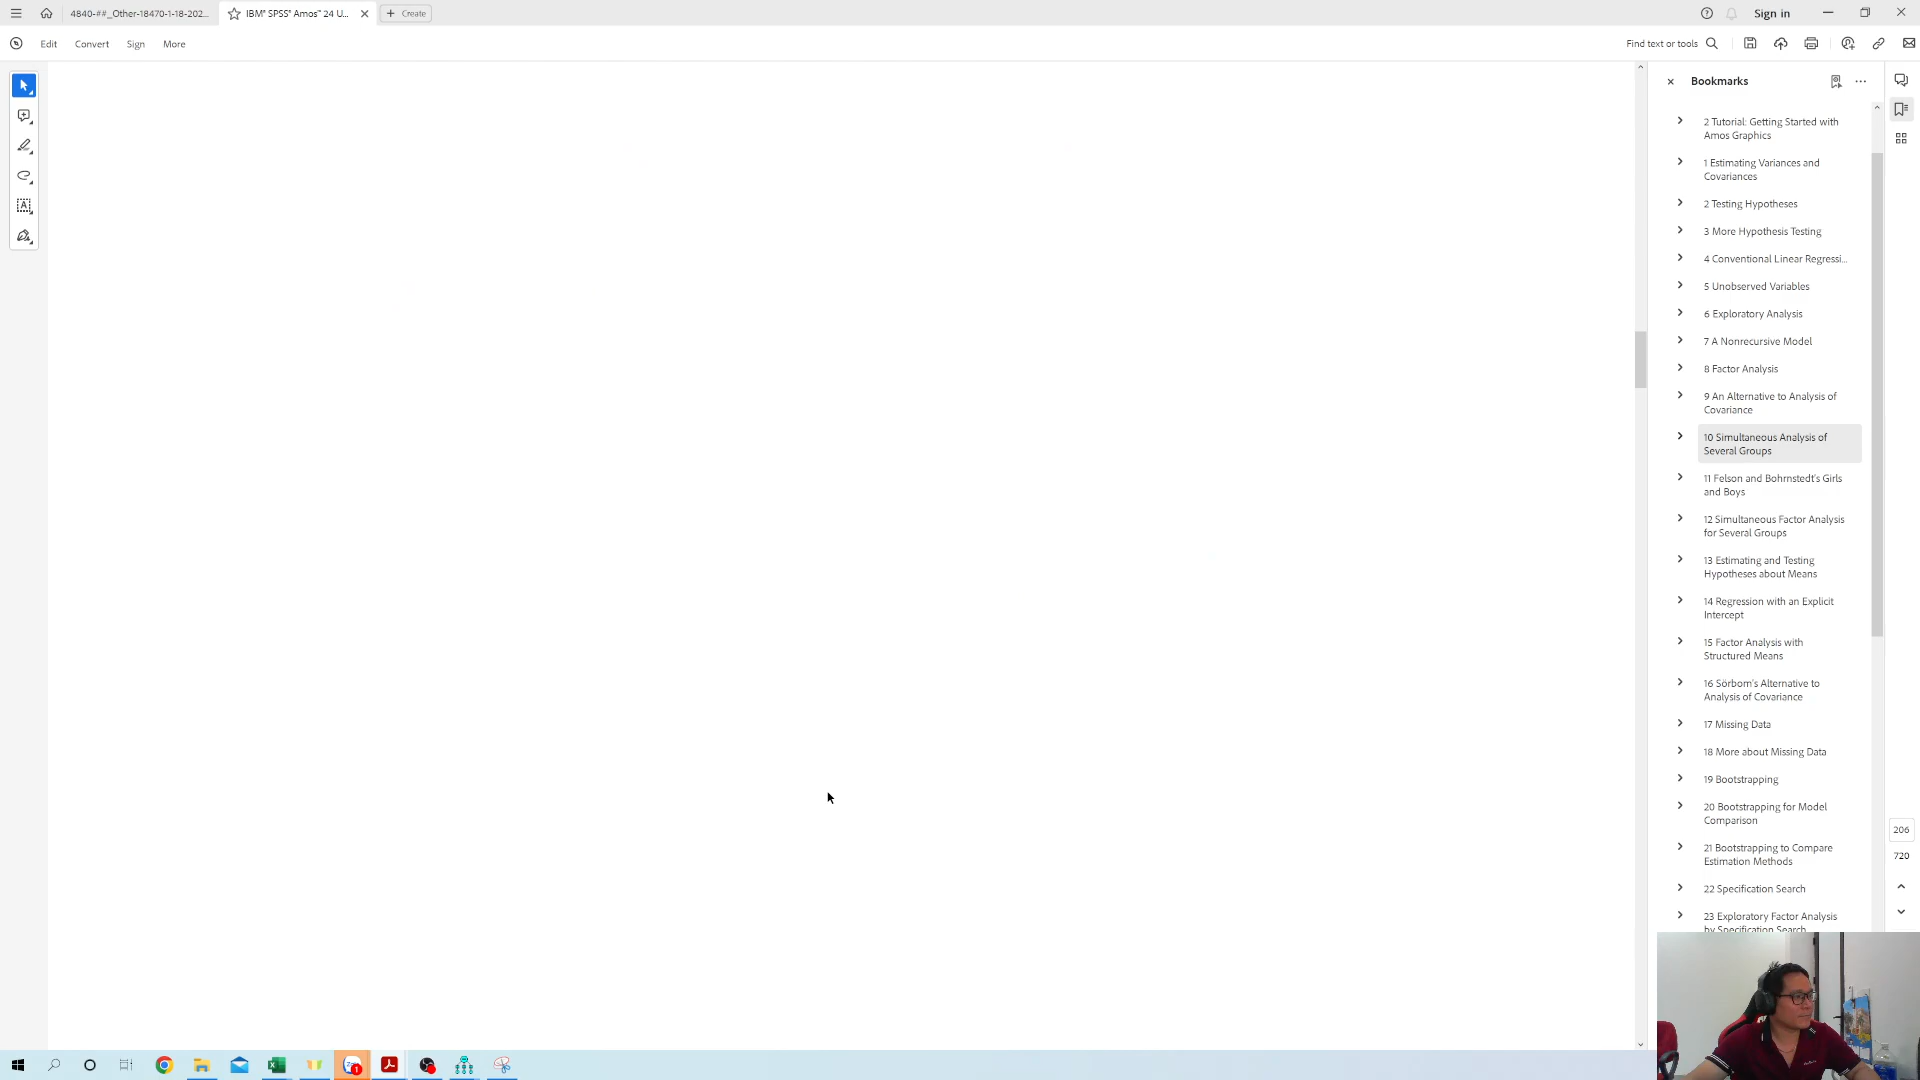 4840-##_Other-18470-1-18-202...
IBM® SPSS® Amos™ 24 U...
Create
Sign in
Edit
Convert
Sign
More
Find text or tools
Bookmarks
2 Tutorial: Getting Started with
Amos Graphics
1 Estimating Variances and
Covariances
2 Testing Hypotheses
3 More Hypothesis Testing
4 Conventional Linear Regressi...
5 Unobserved Variables
6 Exploratory Analysis
7 A Nonrecursive Model
8 Factor Analysis
9 An Alternative to Analysis of
Covariance
10 Simultaneous Analysis of
Several Groups
11 Felson and Bohrnstedt's Girls
and Boys
12 Simultaneous Factor Analysis
for Several Groups
13 Estimating and Testing
Hypotheses about Means
14 Regression with an Explicit
Intercept
15 Factor Analysis with
Structured Means
16 Sörbom's Alternative to
Analysis of Covariance
17 Missing Data
18 More about Missing Data
19 Bootstrapping
20 Bootstrapping for Model
Comparison
21 Bootstrapping to Compare
Estimation Methods
22 Specification Search
23 Exploratory Factor Analysis
by Specification Search
206
720
1